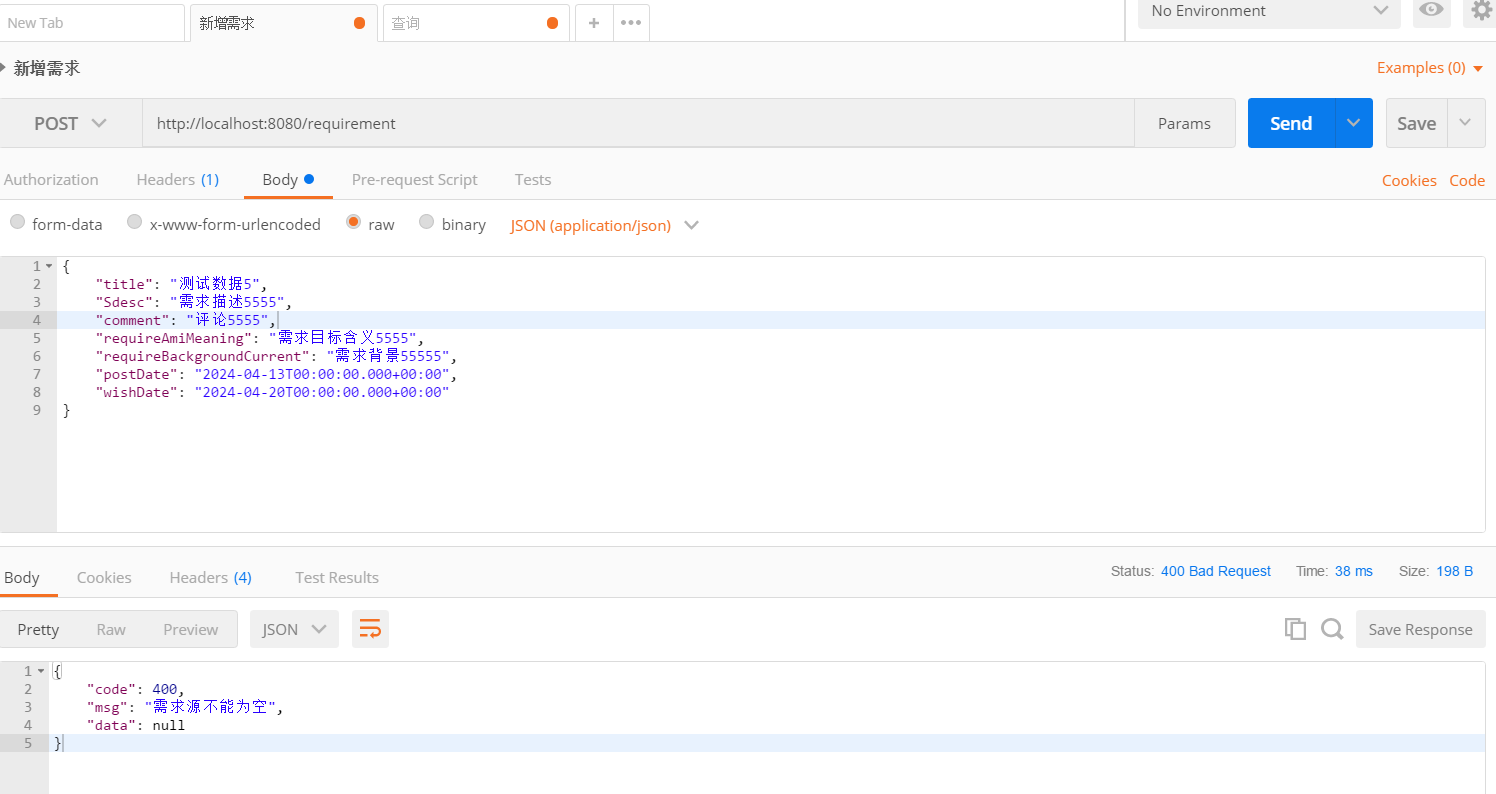 New Tab
新增需求
查询
No Environment
新增需求
Examples (0)
POST
http://localhost:8080/requirement
Params
Send
Save
Authorization
Headers (1)
Body
Pre-request Script
Tests
Cookies
Code
form-data
x-www-form-urlencoded
raw
binary
JSON (application/json)
1 {
2 "title": "测试数据5",
3 "Sdesc": "需求描述5555",
4 "comment": "评论5555",
5 "requireAmiMeaning": "需求目标含义5555",
6 "requireBackgroundCurrent": "需求背景55555",
7 "postDate": "2024-04-13T00:00:00.000+00:00",
8 "wishDate": "2024-04-20T00:00:00.000+00:00"
9 }
Body
Cookies
Headers (4)
Test Results
Status: 400 Bad Request
Time: 38 ms
Size: 198 B
Pretty
Raw
Preview
JSON
Save Response
1 {
2 "code": 400,
3 "msg": "需求源不能为空",
4 "data": null
5 }